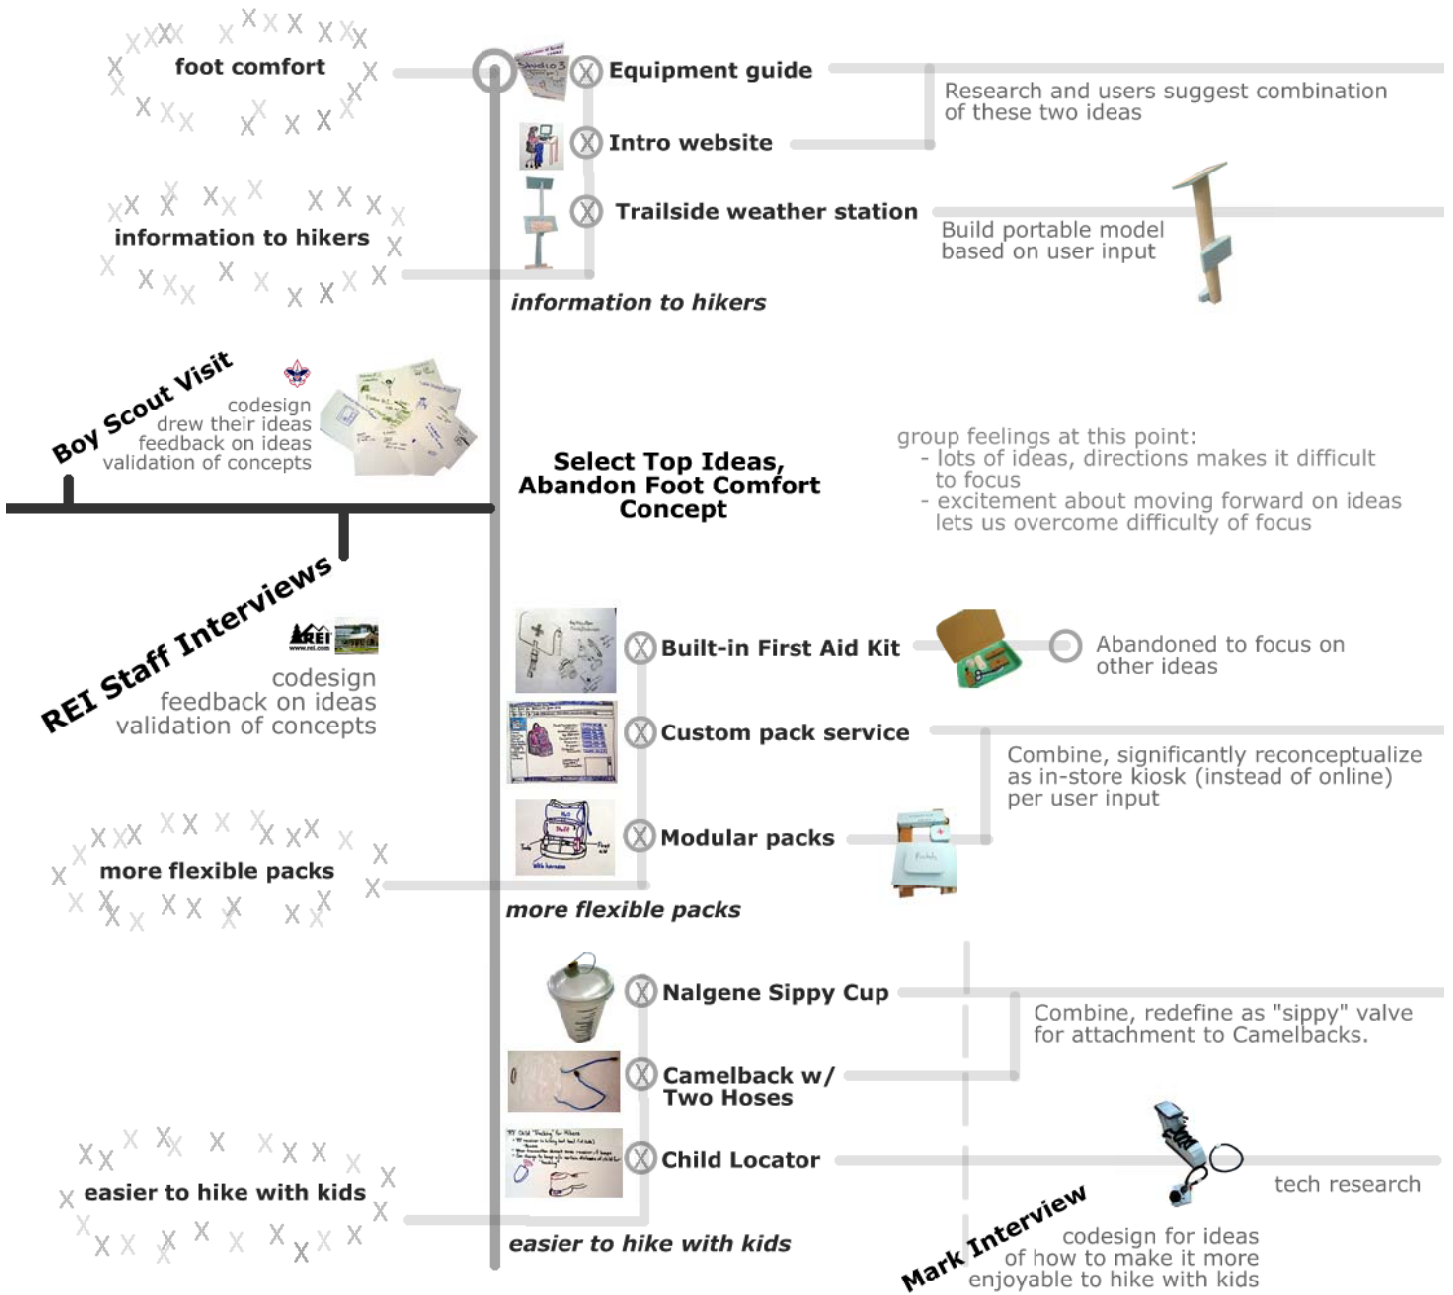 foot comfort
Equipment guide
Research and users suggest combination
of these two ideas
Intro website
Trailside weather station
Build portable model
based on user input
information to hikers
information to hikers
Boy Scout Visit
codesign
drew their ideas
feedback on ideas
validation of concepts
Select Top Ideas,
Abandon Foot Comfort
Concept
group feelings at this point:
- lots of ideas, directions makes it difficult
to focus
- excitement about moving forward on ideas
lets us overcome difficulty of focus
REI Staff Interviews
REI
www.rei.com
codesign
feedback on ideas
validation of concepts
Built-in First Aid Kit
Abandoned to focus on
other ideas
Custom pack service
Combine, significantly reconceptualize
as in-store kiosk (instead of online)
per user input
Modular packs
more flexible packs
more flexible packs
Nalgene Sippy Cup
Combine, redefine as "sippy" valve
for attachment to Camelbacks.
Camelback w/
Two Hoses
Child Locator
tech research
easier to hike with kids
easier to hike with kids
Mark Interview
codesign for ideas
of how to make it more
enjoyable to hike with kids